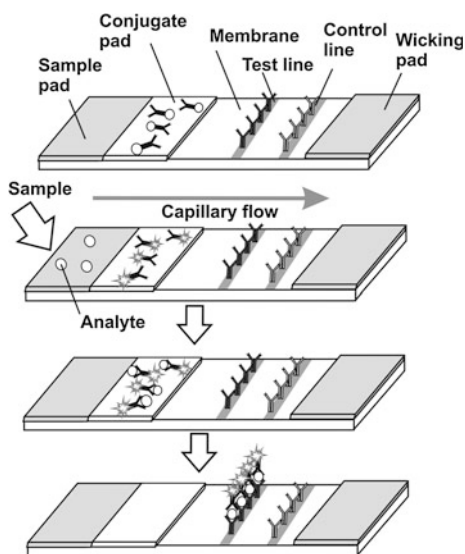 Conjugate
pad
Sample
pad
Membrane
Test line
Control
line
Wicking
pad
Sample
Capillary flow
Analyte